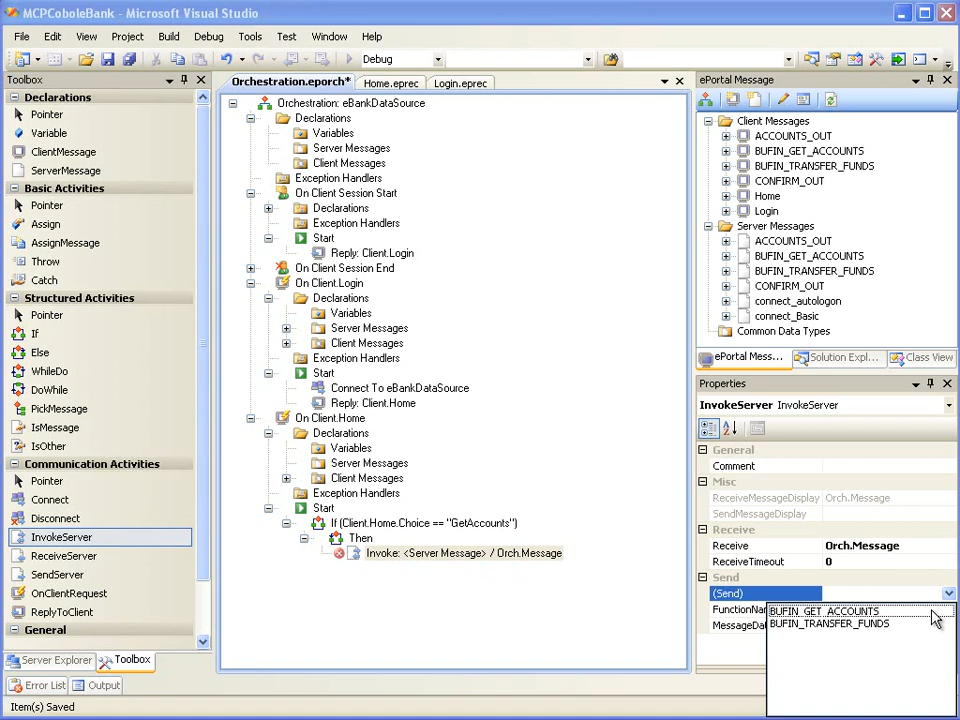 MCPCoboleBank - Microsoft Visual Studio
File Edit View Project Build Debug Tools Test Window Help
Debug
Toolbox
Declarations
Pointer
Variable
ClientMessage
ServerMessage
Basic Activities
Pointer
Assign
AssignMessage
Throw
Catch
Structured Activities
Pointer
If
Else
WhileDo
DoWhile
PickMessage
IsMessage
IsOther
Communication Activities
Pointer
Connect
Disconnect
InvokeServer
ReceiveServer
SendServer
OnClientRequest
ReplyToClient
General
Server Explorer Toolbox
Error List Output
Item(s) Saved
Orchestration.eporch* Home.eprec Login.eprec
Orchestration: eBankDataSource
Declarations
Variables
Server Messages
Client Messages
Exception Handlers
On Client Session Start
Declarations
Exception Handlers
Start
Reply: Client.Login
On Client Session End
On Client.Login
Declarations
Variables
Server Messages
Client Messages
Exception Handlers
Start
Connect To eBankDataSource
Reply: Client.Home
On Client.Home
Declarations
Variables
Server Messages
Client Messages
Exception Handlers
Start
If (Client.Home.Choice == "GetAccounts")
Then
Invoke: <Server Message> / Orch.Message
ePortal Message
Client Messages
ACCOUNTS_OUT
BUFIN_GET_ACCOUNTS
BUFIN_TRANSFER_FUNDS
CONFIRM_OUT
Home
Login
Server Messages
ACCOUNTS_OUT
BUFIN_GET_ACCOUNTS
BUFIN_TRANSFER_FUNDS
CONFIRM_OUT
connect_autologon
connect_Basic
Common Data Types
ePortal Mess... Solution Expl... Class View
Properties
InvokeServer InvokeServer
General
Comment
Misc
ReceiveMessageDisplay Orch.Message
SendMessageDisplay
Receive
Receive Orch.Message
ReceiveTimeout 0
Send
(Send)
FunctionNam
MessageDat
BUFIN_GET_ACCOUNTS
BUFIN_TRANSFER_FUNDS